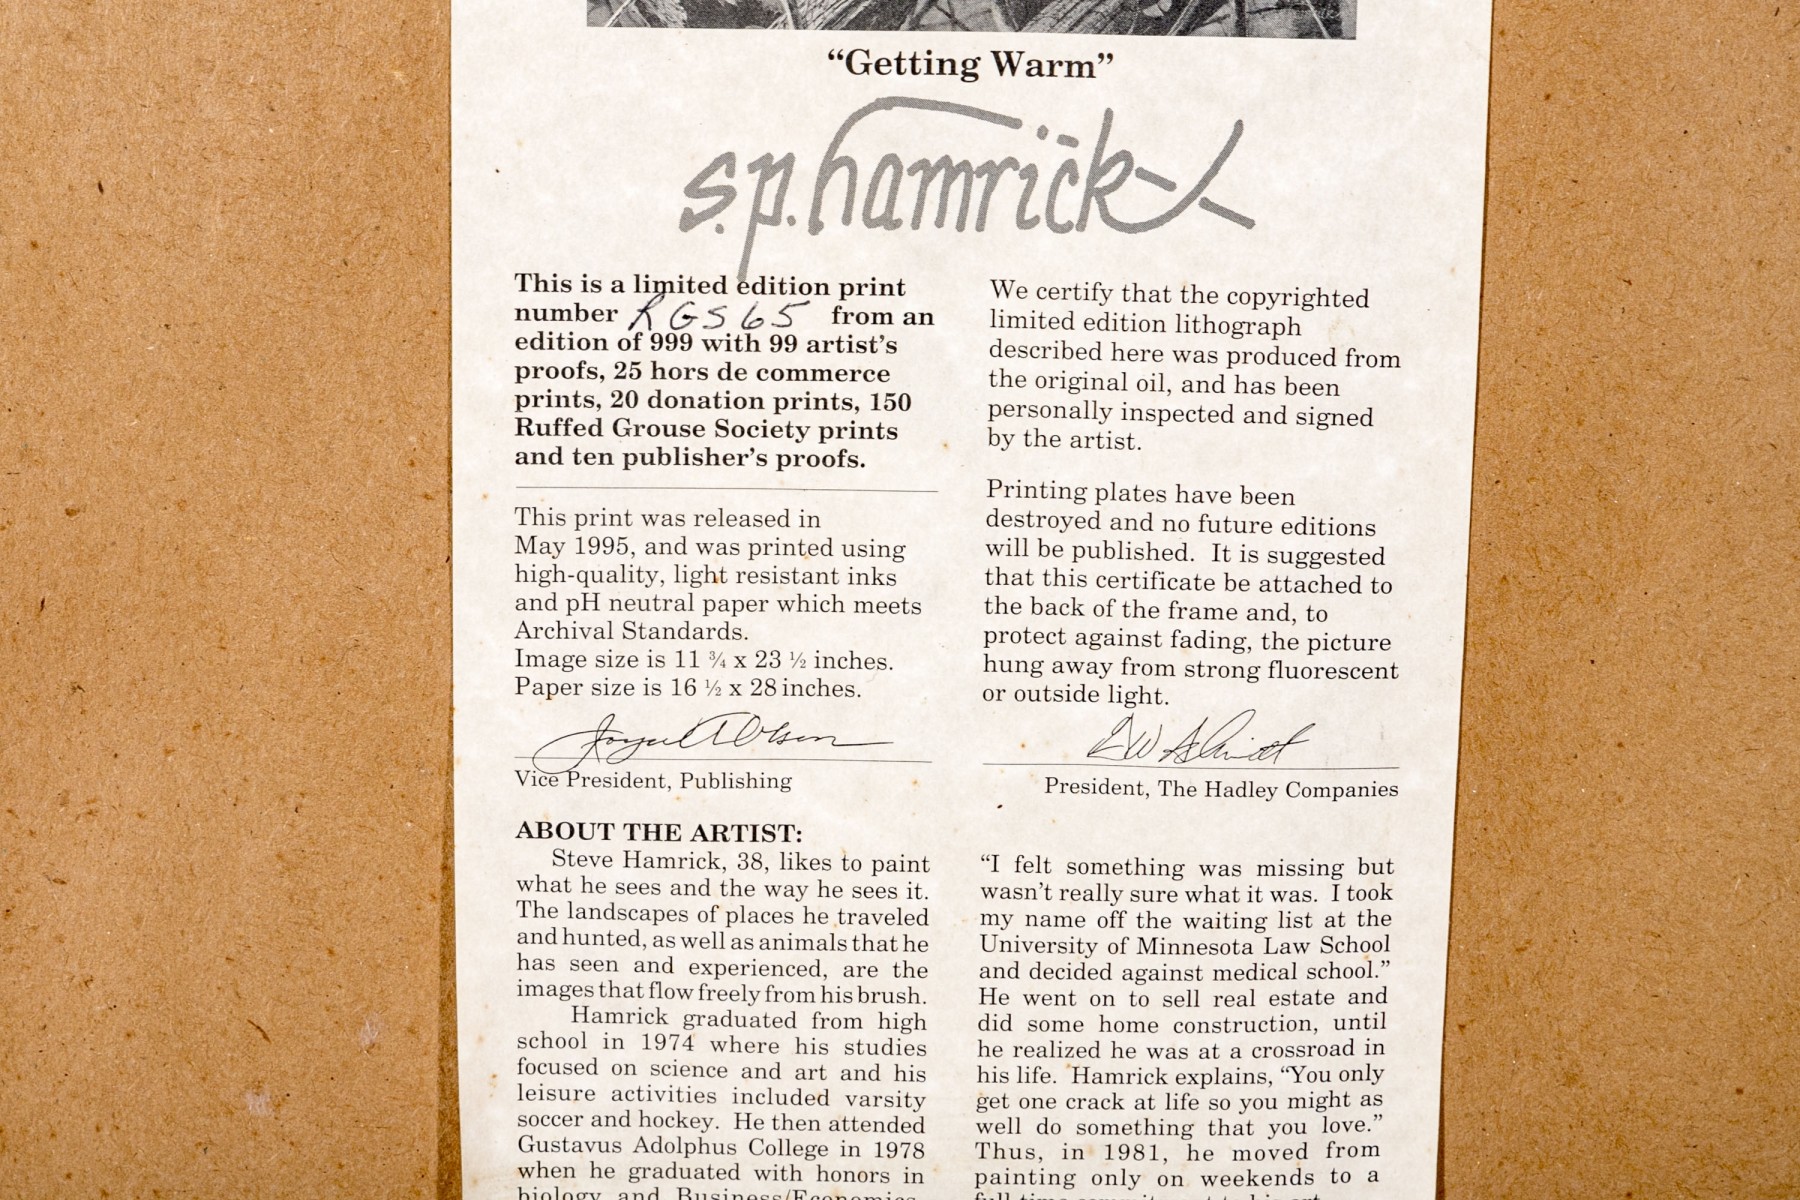 “Getting Warm”
s.p.hamrick
This is a limited edition print
number RGS 65 from an
edition of 999 with 99 artist’s
proofs, 25 hors de commerce
prints, 20 donation prints, 150
Ruffed Grouse Society prints
and ten publisher’s proofs.
This print was released in
May 1995, and was printed using
high-quality, light resistant inks
and pH neutral paper which meets
Archival Standards.
Image size is 11 ¾ x 23 ½ inches.
Paper size is 16 ½ x 28 inches.
Vice President, Publishing
We certify that the copyrighted
limited edition lithograph
described here was produced from
the original oil, and has been
personally inspected and signed
by the artist.
Printing plates have been
destroyed and no future editions
will be published. It is suggested
that this certificate be attached to
the back of the frame and, to
protect against fading, the picture
hung away from strong fluorescent
or outside light.
President, The Hadley Companies
ABOUT THE ARTIST:
Steve Hamrick, 38, likes to paint
what he sees and the way he sees it.
The landscapes of places he traveled
and hunted, as well as animals that he
has seen and experienced, are the
images that flow freely from his brush.
Hamrick graduated from high
school in 1974 where his studies
focused on science and art and his
leisure activities included varsity
soccer and hockey. He then attended
Gustavus Adolphus College in 1978
when he graduated with honors in
biology and Business/Economics.
“I felt something was missing but
wasn’t really sure what it was. I took
my name off the waiting list at the
University of Minnesota Law School
and decided against medical school.”
He went on to sell real estate and
did some home construction, until
he realized he was at a crossroad in
his life. Hamrick explains, “You only
get one crack at life so you might as
well do something that you love.”
Thus, in 1981, he moved from
painting only on weekends to a